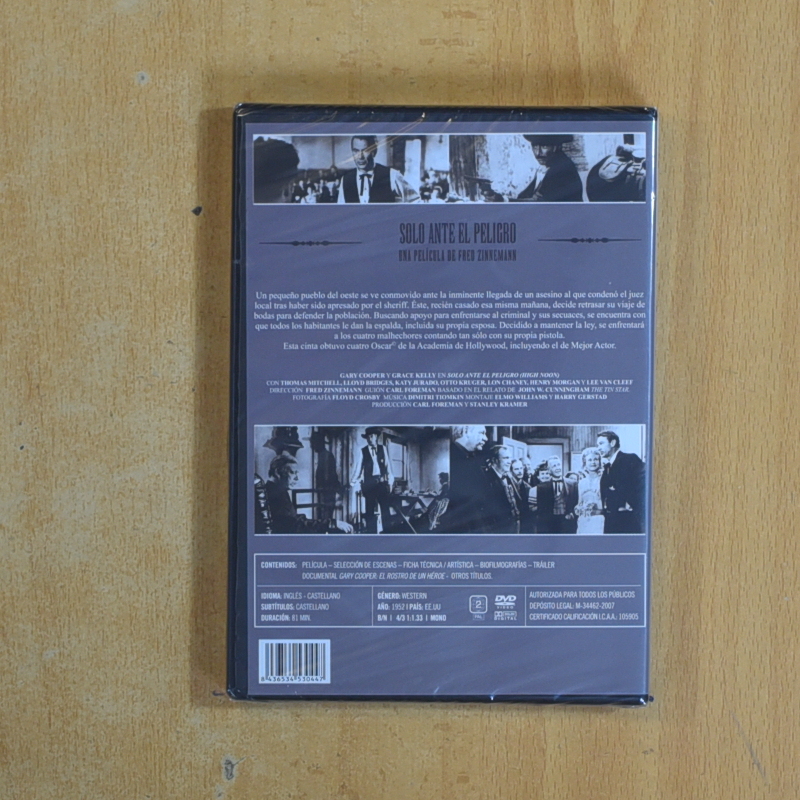 SOLO ANTE EL PELIGRO
UNA PELÍCULA DE FRED ZINNEMANN
Un pequeño pueblo del oeste se ve conmovido ante la inminente llegada de un asesino al que condenó el juez
local tras haber sido apresado por el sheriff. Éste, recién casado esa misma mañana, decide retrasar su viaje de
bodas para defender la población. Buscando apoyo para enfrentarse al criminal y sus secuaces, se encuentra con
que todos los habitantes le dan la espalda, incluida su propia esposa. Decidido a mantener la ley, se enfrentará
a los cuatro malhechores contando tan sólo con su propia pistola.
Esta cinta obtuvo cuatro Oscar® de la Academia de Hollywood, incluyendo el de Mejor Actor.
GARY COOPER Y GRACE KELLY EN SOLO ANTE EL PELIGRO (HIGH NOON)
CON THOMAS MITCHELL, LLOYD BRIDGES, KATY JURADO, OTTO KRUGER, LON CHANEY, HENRY MORGAN Y LEE VAN CLEEF
DIRECCIÓN FRED ZINNEMANN GUIÓN CARL FOREMAN BASADO EN EL RELATO DE JOHN W. CUNNINGHAM THE TIN STAR.
FOTOGRAFÍA FLOYD CROSBY MÚSICA DIMITRI TIOMKIN MONTAJE ELMO WILLIAMS Y HARRY GERSTAD
PRODUCCIÓN CARL FOREMAN Y STANLEY KRAMER
CONTENIDOS: PELÍCULA – SELECCIÓN DE ESCENAS – FICHA TÉCNICA / ARTÍSTICA – BIOFILMOGRAFÍAS – TRÁILER
DOCUMENTAL GARY COOPER: EL ROSTRO DE UN HÉROE - OTROS TÍTULOS.
IDIOMA: INGLÉS - CASTELLANO
SUBTÍTULOS: CASTELLANO
DURACIÓN: 81 MIN.
GÉNERO: WESTERN
AÑO: 1952 | PAÍS: EE.UU
B/N | 4/3 1:1.33 | MONO
2
PAL
DVD
VIDEO
DOLBY
DIGITAL
AUTORIZADA PARA TODOS LOS PÚBLICOS
DEPÓSITO LEGAL: M-34462-2007
CERTIFICADO CALIFICACIÓN I.C.A.A.: 105905
8 436534 530447